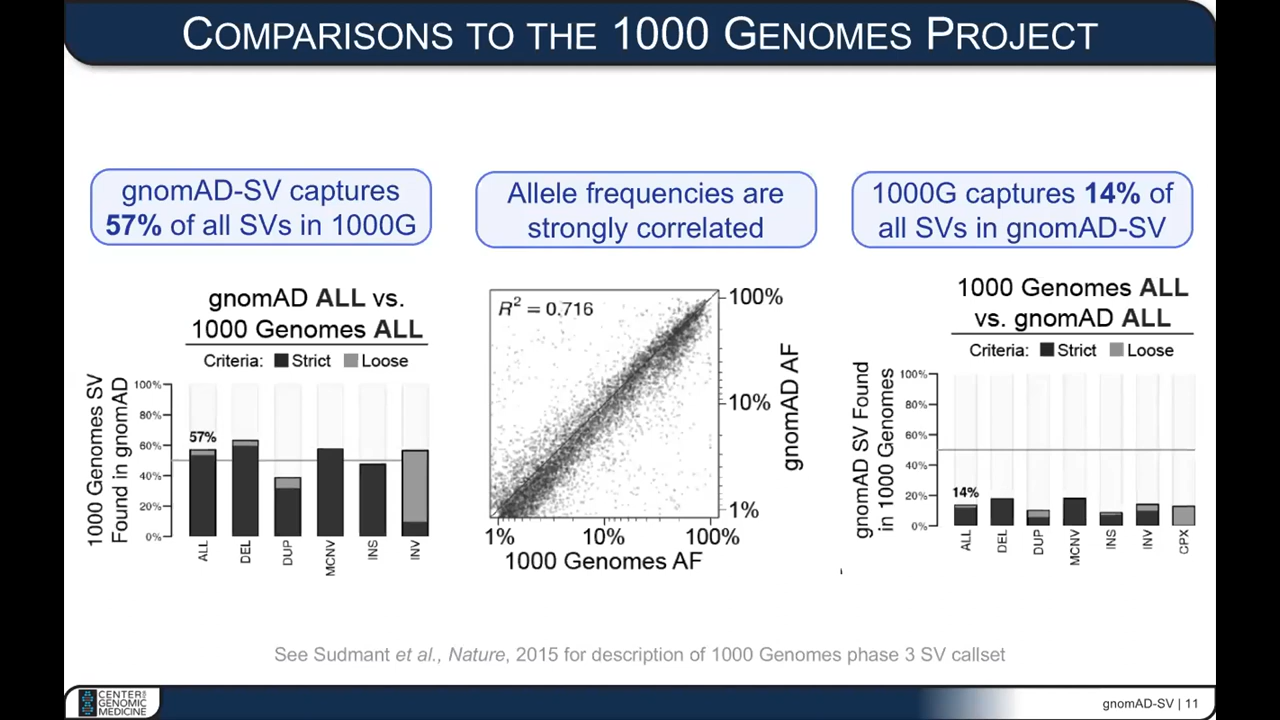 COMPARISONS TO THE 1000 GENOMES PROJECT
gnomAD-SV captures
57% of all SVs in 1000G
Allele frequencies are
strongly correlated
1000G captures 14% of
all SVs in gnomAD-SV
gnomAD ALL vs.
1000 Genomes ALL
Criteria: Strict Loose
1000 Genomes SV
Found in gnomAD
100%
80%
60%
40%
20%
0%
57%
ALL
DEL
DUP
MCNV
INS
INV
R² = 0.716
100%
10%
1%
gnomAD AF
1% 10% 100%
1000 Genomes AF
1000 Genomes ALL
vs. gnomAD ALL
Criteria: Strict Loose
gnomAD SV Found
in 1000 Genomes
100%
80%
60%
40%
20%
0%
14%
ALL
DEL
DUP
MCNV
INS
INV
CPX
See Sudmant et al., Nature, 2015 for description of 1000 Genomes phase 3 SV callset
CENTER FOR
GENOMIC
MEDICINE
gnomAD-SV | 11